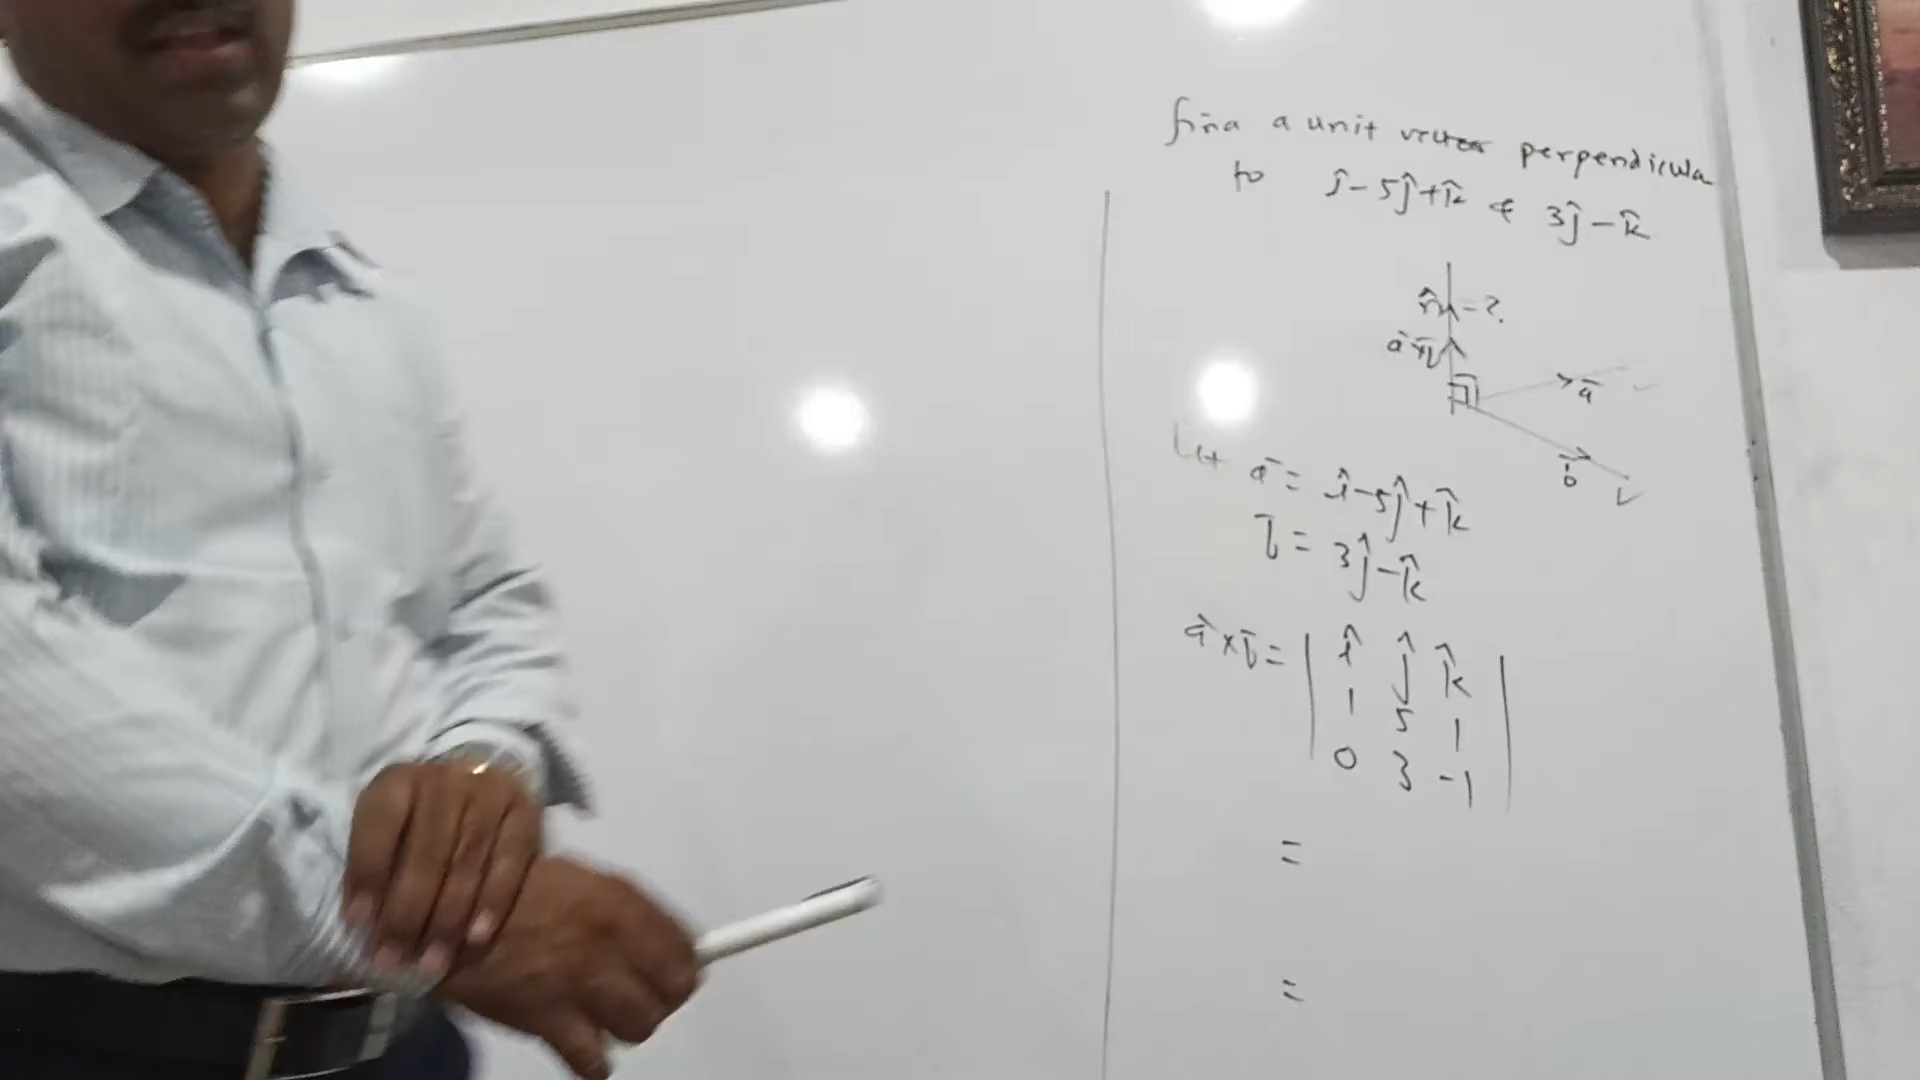 find a unit vector perpendicular
to î - 5ĵ + k̂ & 3ĵ - k̂
n̂ = ?
ā × b̄
ā
b̄
Let ā = î - 5ĵ + k̂
b̄ = 3ĵ - k̂
ā × b̄ = | î ĵ k̂ |
1 5 1
0 3 -1
=
=